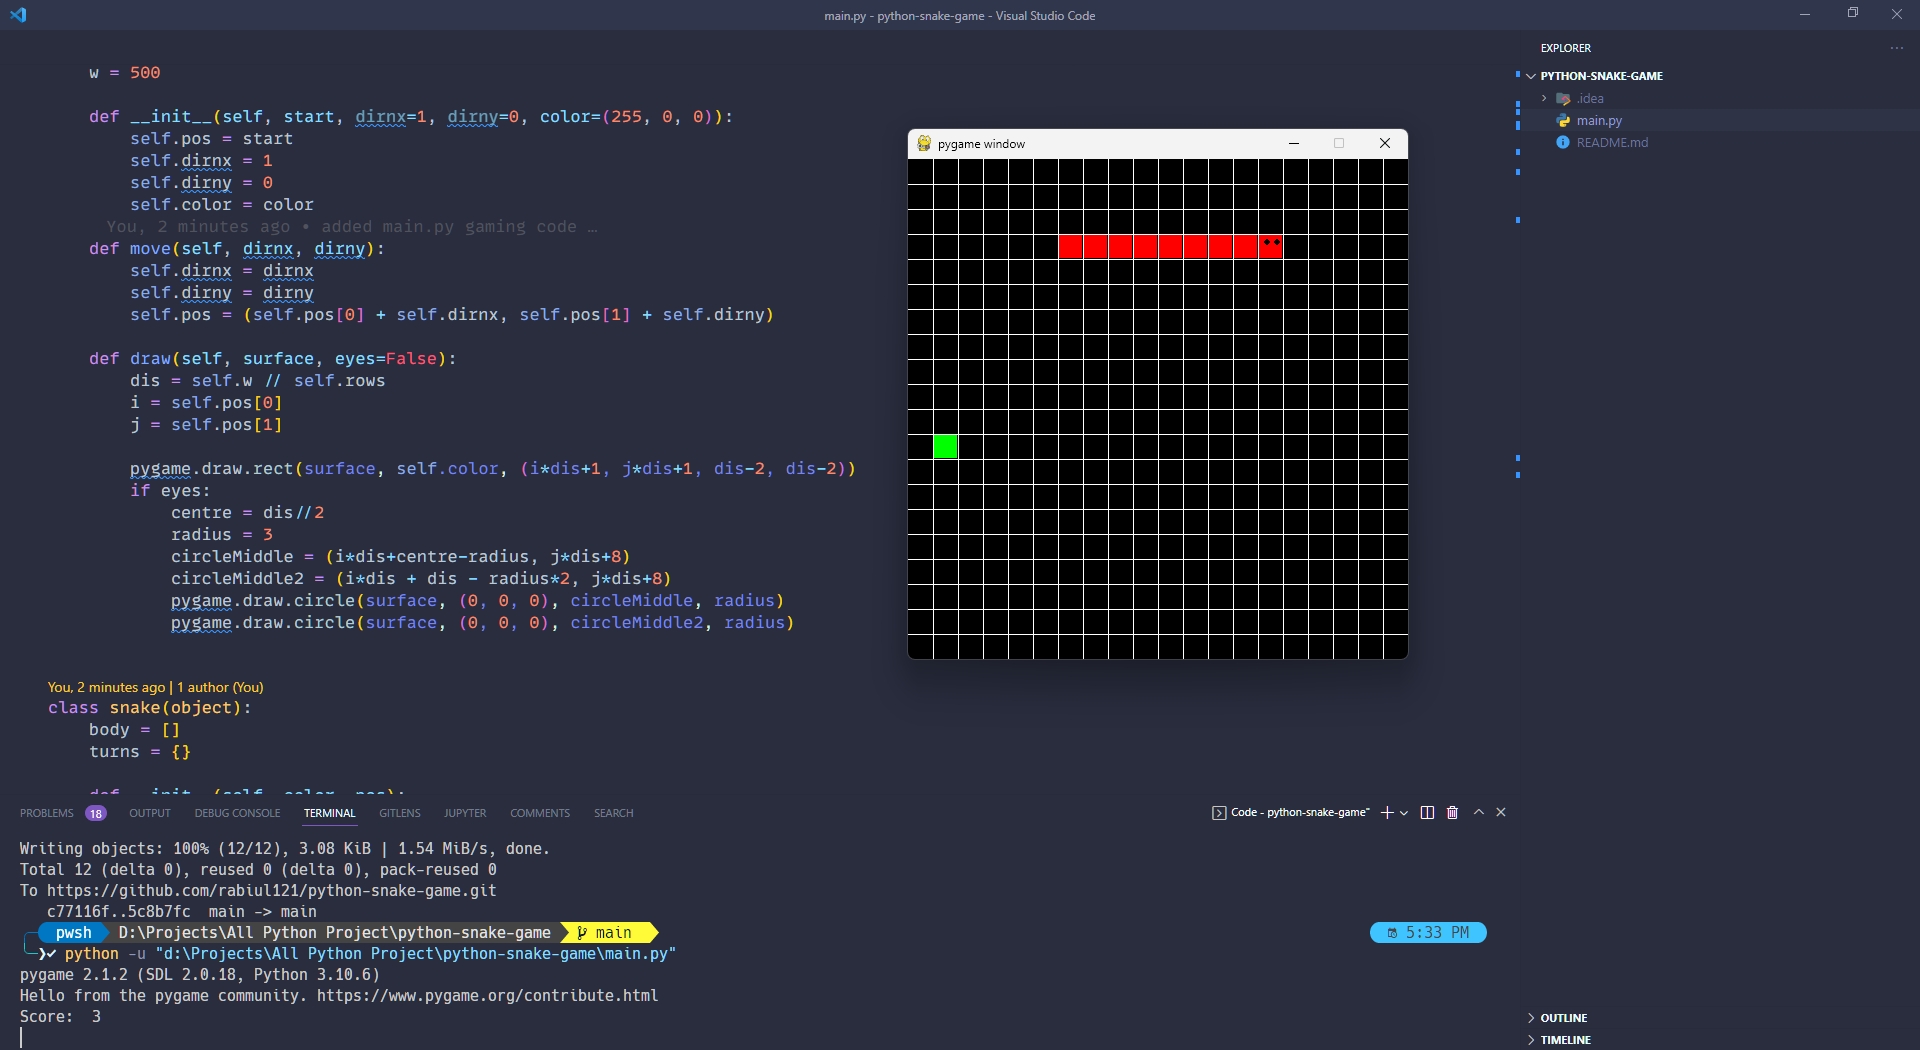 main.py - python-snake-game - Visual Studio Code
w = 500
def __init__(self, start, dirnx=1, dirny=0, color=(255, 0, 0)):
self.pos = start
self.dirnx = 1
self.dirny = 0
self.color = color
You, 2 minutes ago • added main.py gaming code …
def move(self, dirnx, dirny):
self.dirnx = dirnx
self.dirny = dirny
self.pos = (self.pos[0] + self.dirnx, self.pos[1] + self.dirny)
def draw(self, surface, eyes=False):
dis = self.w // self.rows
i = self.pos[0]
j = self.pos[1]
pygame.draw.rect(surface, self.color, (i*dis+1, j*dis+1, dis-2, dis-2))
if eyes:
centre = dis//2
radius = 3
circleMiddle = (i*dis+centre-radius, j*dis+8)
circleMiddle2 = (i*dis + dis - radius*2, j*dis+8)
pygame.draw.circle(surface, (0, 0, 0), circleMiddle, radius)
pygame.draw.circle(surface, (0, 0, 0), circleMiddle2, radius)
You, 2 minutes ago | 1 author (You)
class snake(object):
body = []
turns = {}
def __init__(self, color, pos):
pygame window
EXPLORER
PYTHON-SNAKE-GAME
.idea
main.py
README.md
PROBLEMS 18 OUTPUT DEBUG CONSOLE TERMINAL GITLENS JUPYTER COMMENTS SEARCH
Code - python-snake-game
Writing objects: 100% (12/12), 3.08 KiB | 1.54 MiB/s, done.
Total 12 (delta 0), reused 0 (delta 0), pack-reused 0
To https://github.com/rabiul121/python-snake-game.git
c77116f..5c8b7fc main -> main
pwsh D:\Projects\All Python Project\python-snake-game main 5:33 PM
python -u "d:\Projects\All Python Project\python-snake-game\main.py"
pygame 2.1.2 (SDL 2.0.18, Python 3.10.6)
Hello from the pygame community. https://www.pygame.org/contribute.html
Score: 3
OUTLINE
TIMELINE